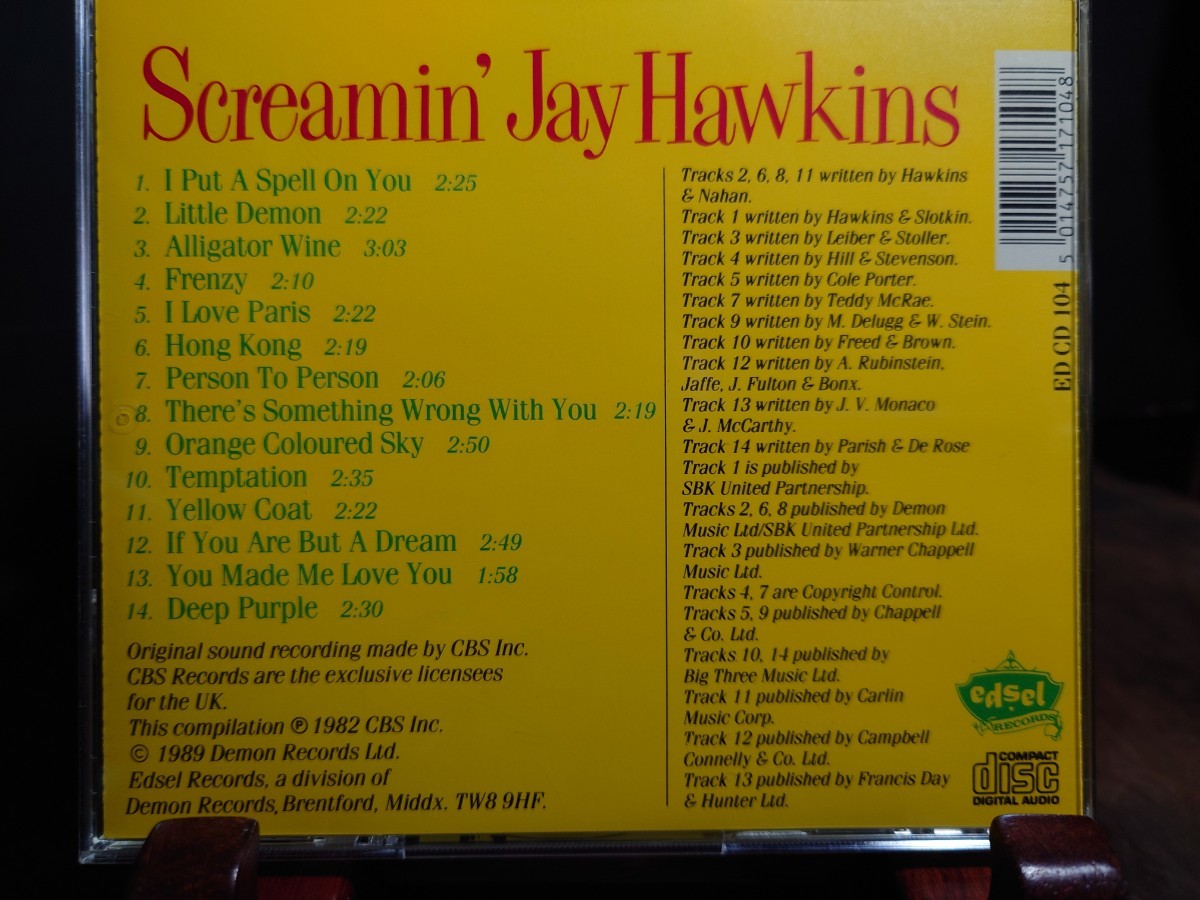 Screamin' Jay Hawkins
1. I Put A Spell On You 2:25
2. Little Demon 2:22
3. Alligator Wine 3:03
4. Frenzy 2:10
5. I Love Paris 2:22
6. Hong Kong 2:19
7. Person To Person 2:06
8. There's Something Wrong With You 2:19
9. Orange Coloured Sky 2:50
10. Temptation 2:35
11. Yellow Coat 2:22
12. If You Are But A Dream 2:49
13. You Made Me Love You 1:58
14. Deep Purple 2:30
Original sound recording made by CBS Inc.
CBS Records are the exclusive licensees
for the UK.
This compilation ℗ 1982 CBS Inc.
© 1989 Demon Records Ltd.
Edsel Records, a division of
Demon Records, Brentford, Middx. TW8 9HF.
Tracks 2, 6, 8, 11 written by Hawkins
& Nahan.
Track 1 written by Hawkins & Slotkin.
Track 3 written by Leiber & Stoller.
Track 4 written by Hill & Stevenson.
Track 5 written by Cole Porter.
Track 7 written by Teddy McRae.
Track 9 written by M. Delugg & W. Stein.
Track 10 written by Freed & Brown.
Track 12 written by A. Rubinstein,
Jaffe, J. Fulton & Bonx.
Track 13 written by J. V. Monaco
& J. McCarthy.
Track 14 written by Parish & De Rose
Track 1 is published by
SBK United Partnership.
Tracks 2, 6, 8 published by Demon
Music Ltd/SBK United Partnership Ltd.
Track 3 published by Warner Chappell
Music Ltd.
Tracks 4, 7 are Copyright Control.
Tracks 5, 9 published by Chappell
& Co. Ltd.
Tracks 10, 14 published by
Big Three Music Ltd.
Track 11 published by Carlin
Music Corp.
Track 12 published by Campbell
Connelly & Co. Ltd.
Track 13 published by Francis Day
& Hunter Ltd.
5 014757 171048
ED CD 104
edsel
RECORDS
COMPACT
disc
DIGITAL AUDIO